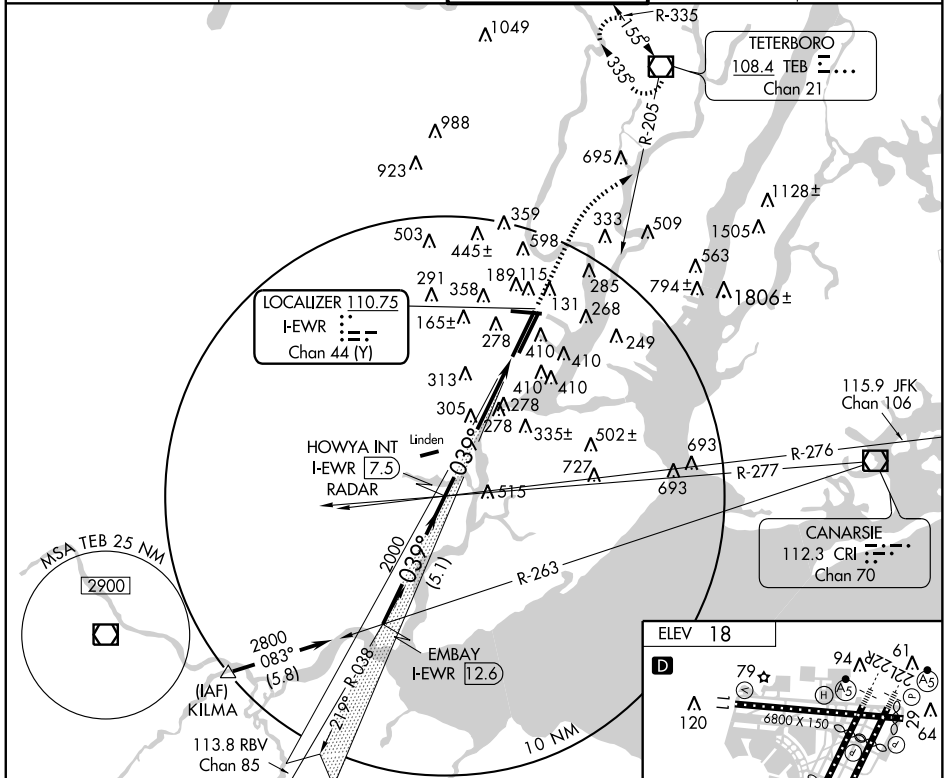 1049
R-335
155°
335°
TETERBORO
108.4 TEB
Chan 21
R-205
988
923
695
1128±
1505
359
503
445±
598
333
509
563
794±
1806±
291
358
189
115
131
285
268
249
LOCALIZER 110.75
I-EWR
Chan 44 (Y)
165±
278
410
410
313
410
410
305
278
278
335±
502±
115.9 JFK
Chan 106
Linden
HOWYA INT
I-EWR 7.5
RADAR
039°
727
693
693
R-276
R-277
515
CANARSIE
112.3 CRI
Chan 70
MSA TEB 25 NM
2900
2000
039°
(5.1)
R-263
2800
083°
(5.8)
(IAF)
KILMA
EMBAY
I-EWR 12.6
219°
R-038
113.8 RBV
Chan 85
10 NM
ELEV 18
D
79
94
61
A5
A5
22R
22L
11
V
H
P
120
6800 X 150
29
64
P
P